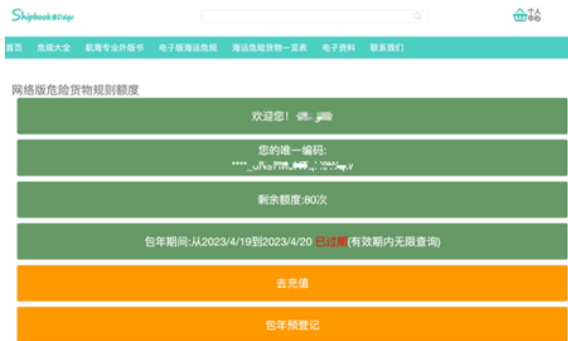 Shipbook
个人
中心
首页 危规大全 航海专业外版书 电子版海运危规 海运危险货物一览表 电子资料 联系我们
网络版危险货物规则额度
欢迎您！
您的唯一编码:
剩余额度:80次
包年期间:从2023/4/19到2023/4/20 已过期(有效期内无限查询)
去充值
包年预登记